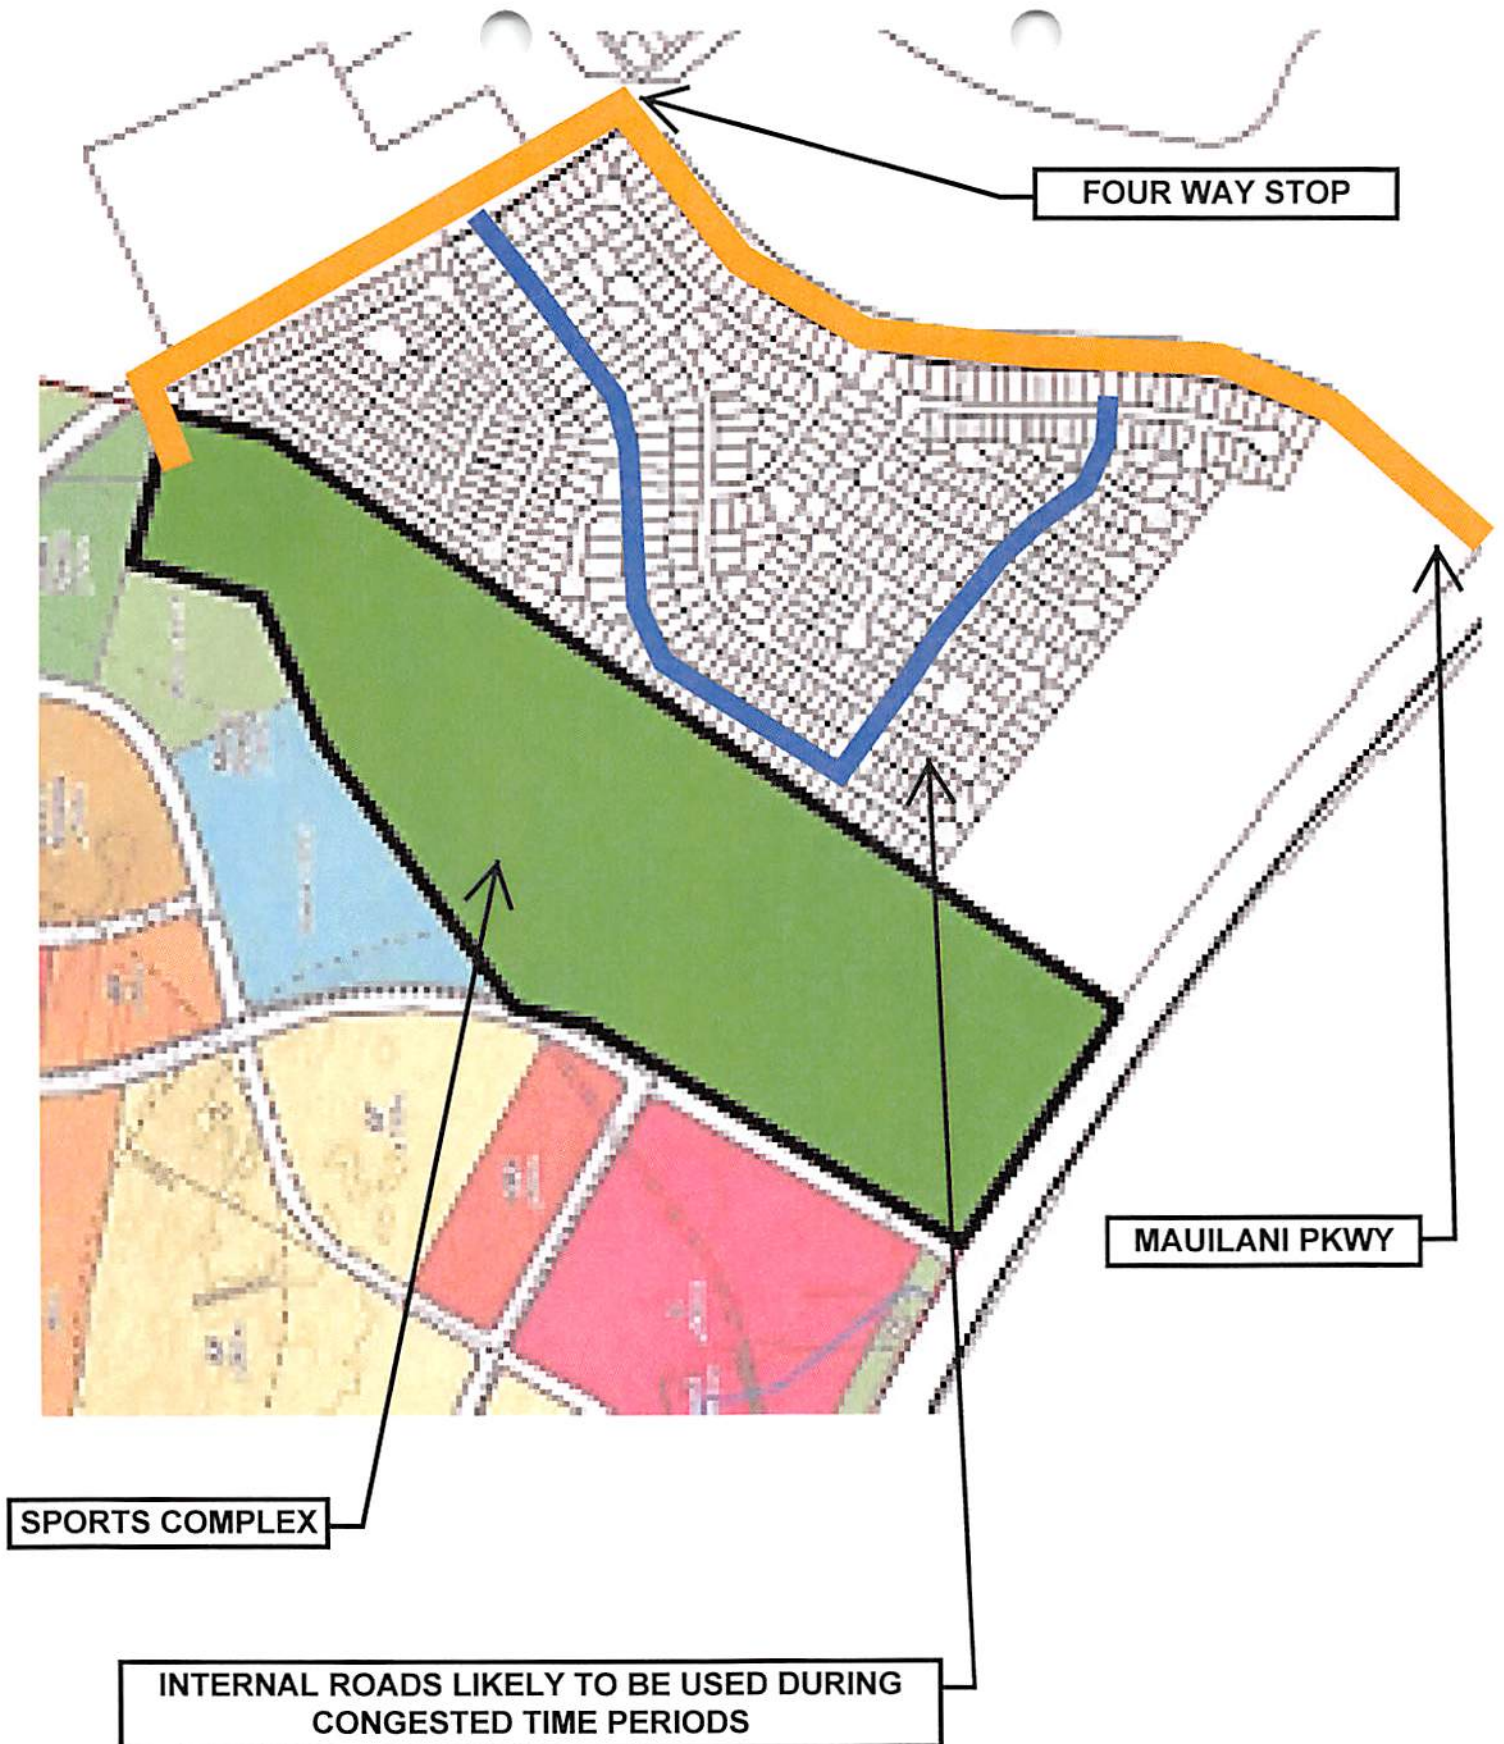 FOUR WAY STOP
MAUILANI PKWY
SPORTS COMPLEX
INTERNAL ROADS LIKELY TO BE USED DURING
CONGESTED TIME PERIODS